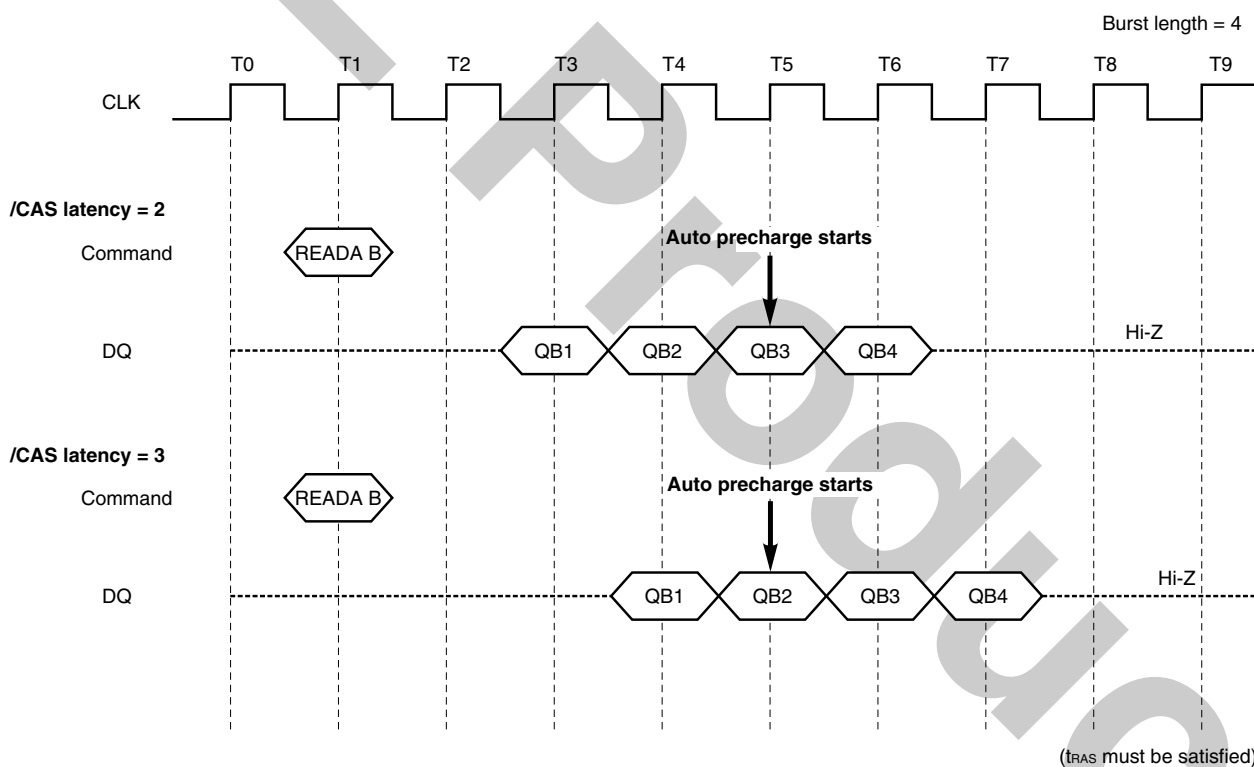 Burst length = 4
T0 T1 T2 T3 T4 T5 T6 T7 T8 T9
CLK
/CAS latency = 2
Command READA B
Auto precharge starts
DQ QB1 QB2 QB3 QB4 Hi-Z
/CAS latency = 3
Command READA B
Auto precharge starts
DQ QB1 QB2 QB3 QB4 Hi-Z
(tRAS must be satisfied)
Produc